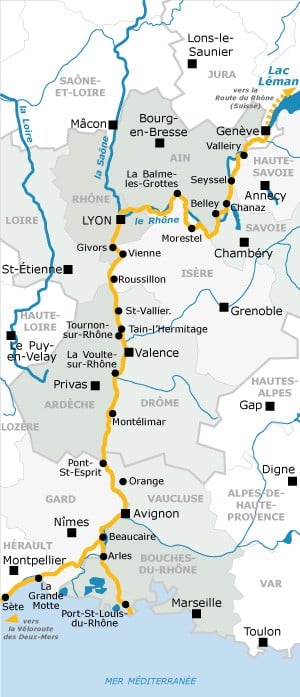 Lons-le-
Saunier
JURA
Lac
Léman
vers la
Route du Rhône
(Suisse)
SAÔNE-
ET-LOIRE
la Loire
la Saône
Mâcon
Bourg-
en-Bresse
Genève
Valleiry
AIN
HAUTE-
SAVOIE
La Balme-
les-Grottes
Seyssel
Annecy
RHÔNE
LYON
le Rhône
Belley
Chanaz
SAVOIE
LOIRE
Morestel
Chambéry
Givors
Vienne
St-Étienne
ISÈRE
Roussillon
HAUTE-
LOIRE
St-Vallier.
Grenoble
Tournon-
sur-Rhône
Tain-l'Hermitage
Le Puy-
en-Velay
La Voulte-
sur-Rhône
Valence
Privas
HAUTES-
ALPES
ARDÈCHE
DRÔME
Gap
Montélimar
LOZERE
Pont-
St-Esprit
Orange
Digne
GARD
VAUCLUSE
ALPES-DE-
HAUTE-
PROVENCE
Avignon
Nîmes
Beaucaire
HÉRAULT
Arles
BOUCHES-
DU-RHÔNE
Montpellier
La
Grande
Motte
VAR
Sète
Port-St-Louis-
du-Rhône
Marseille
vers
la Véloroute
des Deux-Mers
Toulon
MER MÉDITERRANÉE